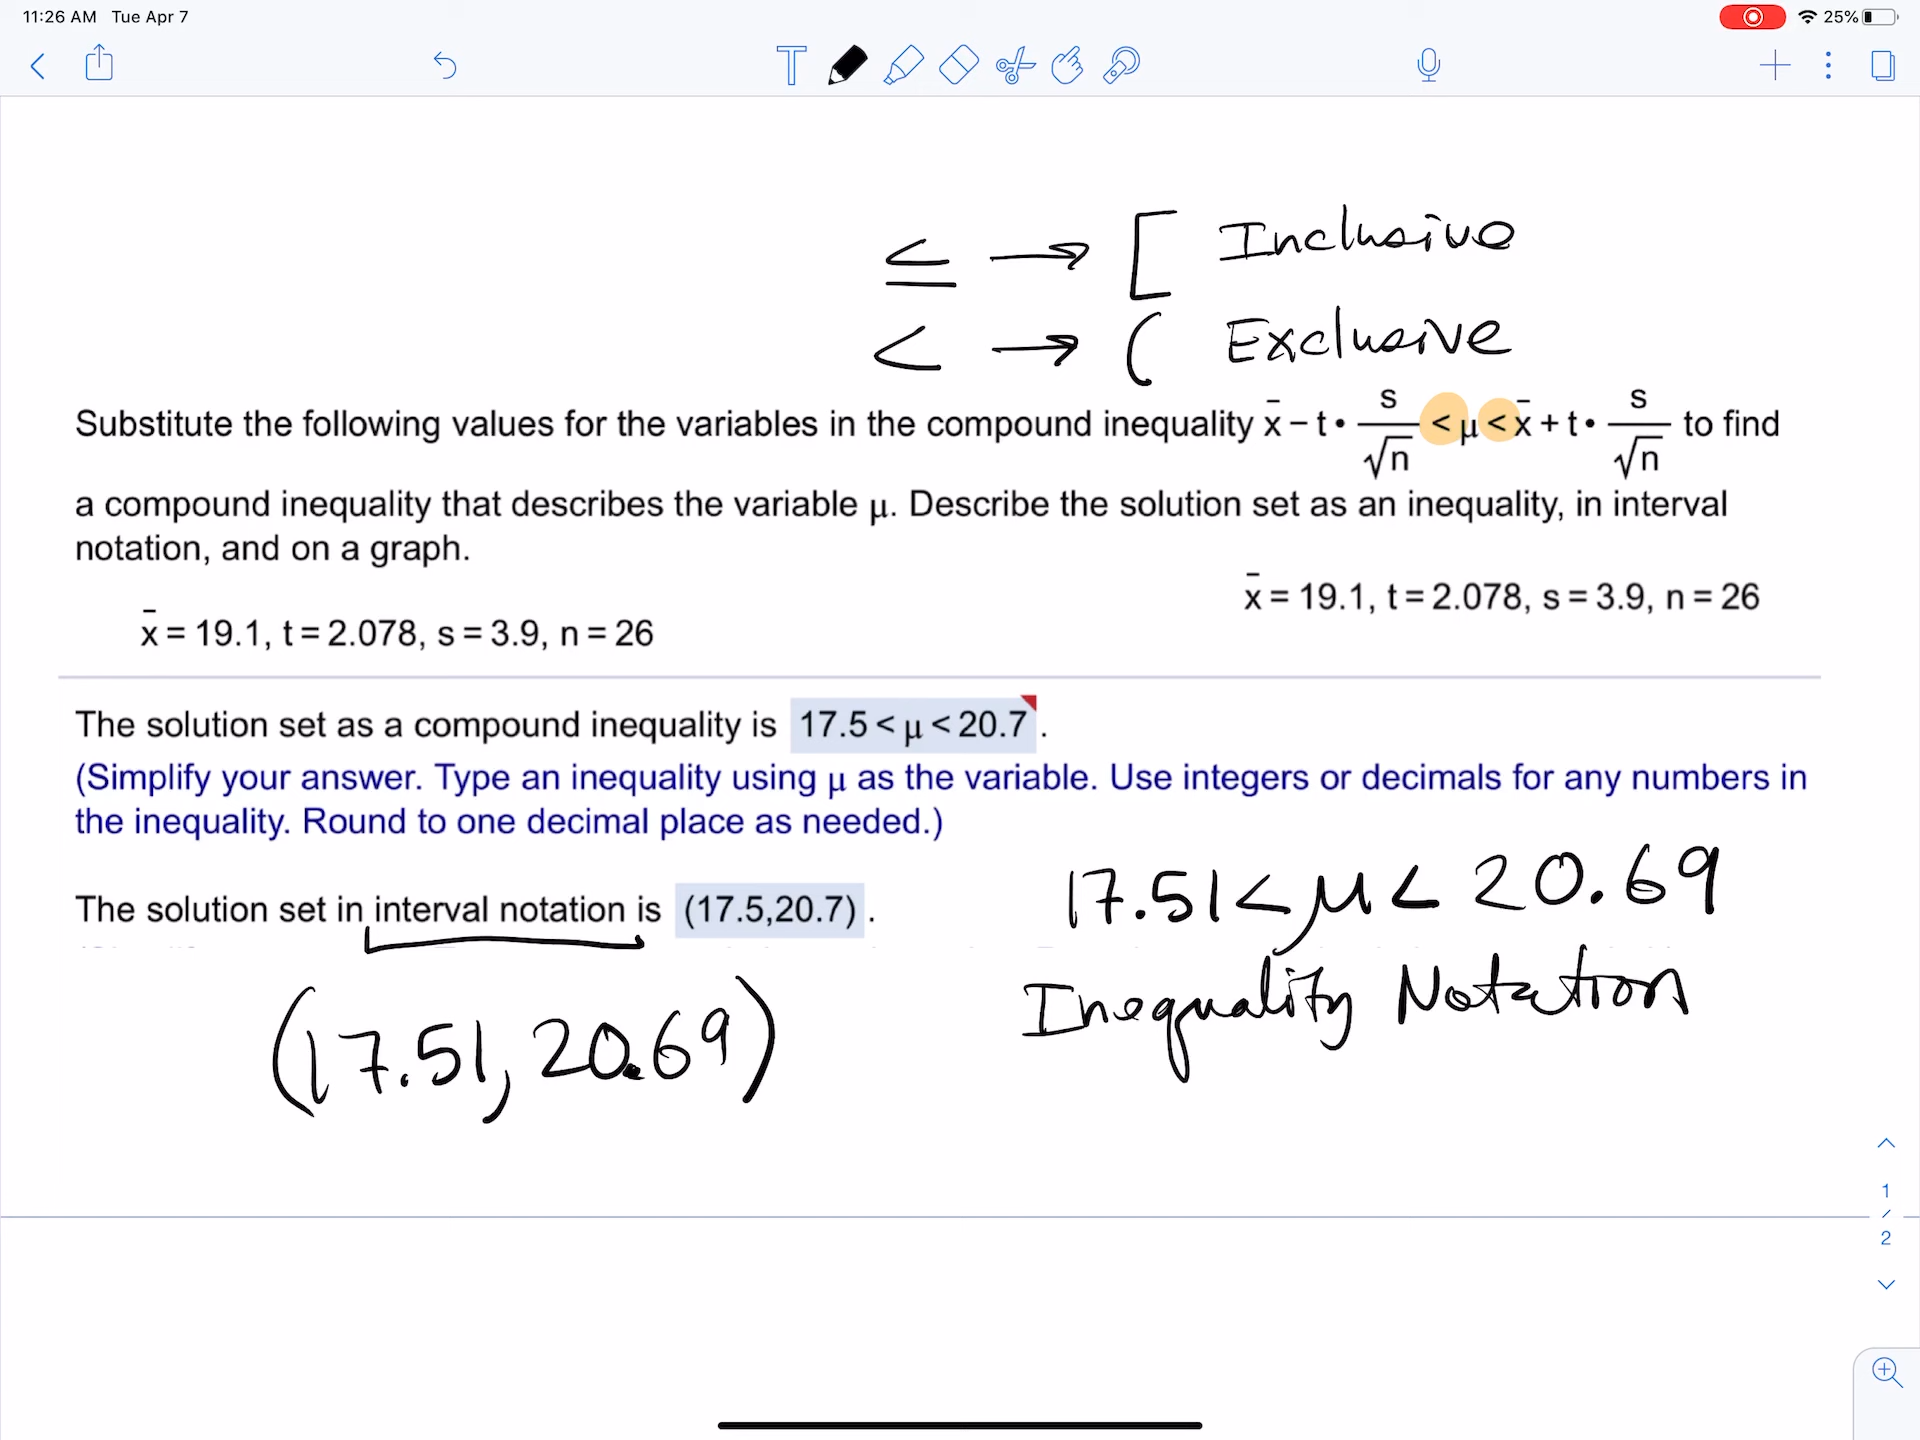 11:26 AM Tue Apr 7
25%
≤ → [ Inclusive
< → ( Exclusive
Substitute the following values for the variables in the compound inequality x̄ − t • s/√n < μ < x̄ + t • s/√n to find
a compound inequality that describes the variable μ. Describe the solution set as an inequality, in interval
notation, and on a graph.
x̄ = 19.1, t = 2.078, s = 3.9, n = 26
x̄ = 19.1, t = 2.078, s = 3.9, n = 26
The solution set as a compound inequality is 17.5 < μ < 20.7 .
(Simplify your answer. Type an inequality using μ as the variable. Use integers or decimals for any numbers in
the inequality. Round to one decimal place as needed.)
17.51 < μ < 20.69
The solution set in interval notation is (17.5,20.7) .
Inequality Notation
(17.51, 20.69)
1
/
2